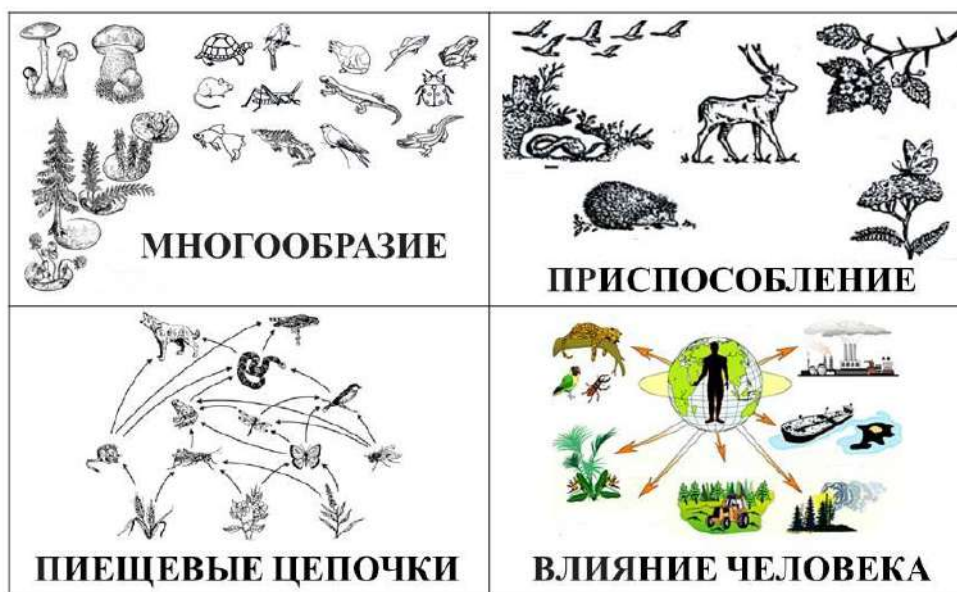 МНОГООБРАЗИЕ
ПРИСПОСОБЛЕНИЕ
ПИЕЩЕВЫЕ ЦЕПОЧКИ
ВЛИЯНИЕ ЧЕЛОВЕКА